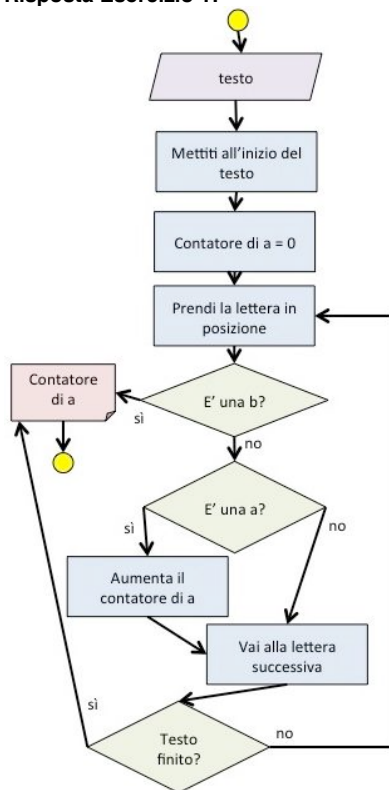 Risposta Esercizio 1:
testo
Mettiti all'inizio del
testo
Contatore di a = 0
Prendi la lettera in
posizione
Contatore
di a
E' una b?
sì
no
E' una a?
sì
no
Aumenta il
contatore di a
Vai alla lettera
successiva
sì
Testo
finito?
no